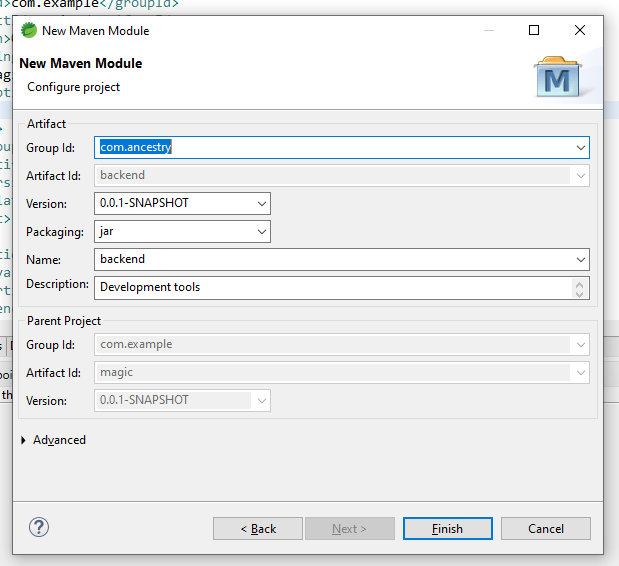 d>com.example</groupId>
New Maven Module
New Maven Module
Configure project
M
Artifact
Group Id: com.ancestry
Artifact Id: backend
Version: 0.0.1-SNAPSHOT
Packaging: jar
Name: backend
Description: Development tools
Parent Project
Group Id: com.example
Artifact Id: magic
Version: 0.0.1-SNAPSHOT
Advanced
?
< Back
Next >
Finish
Cancel